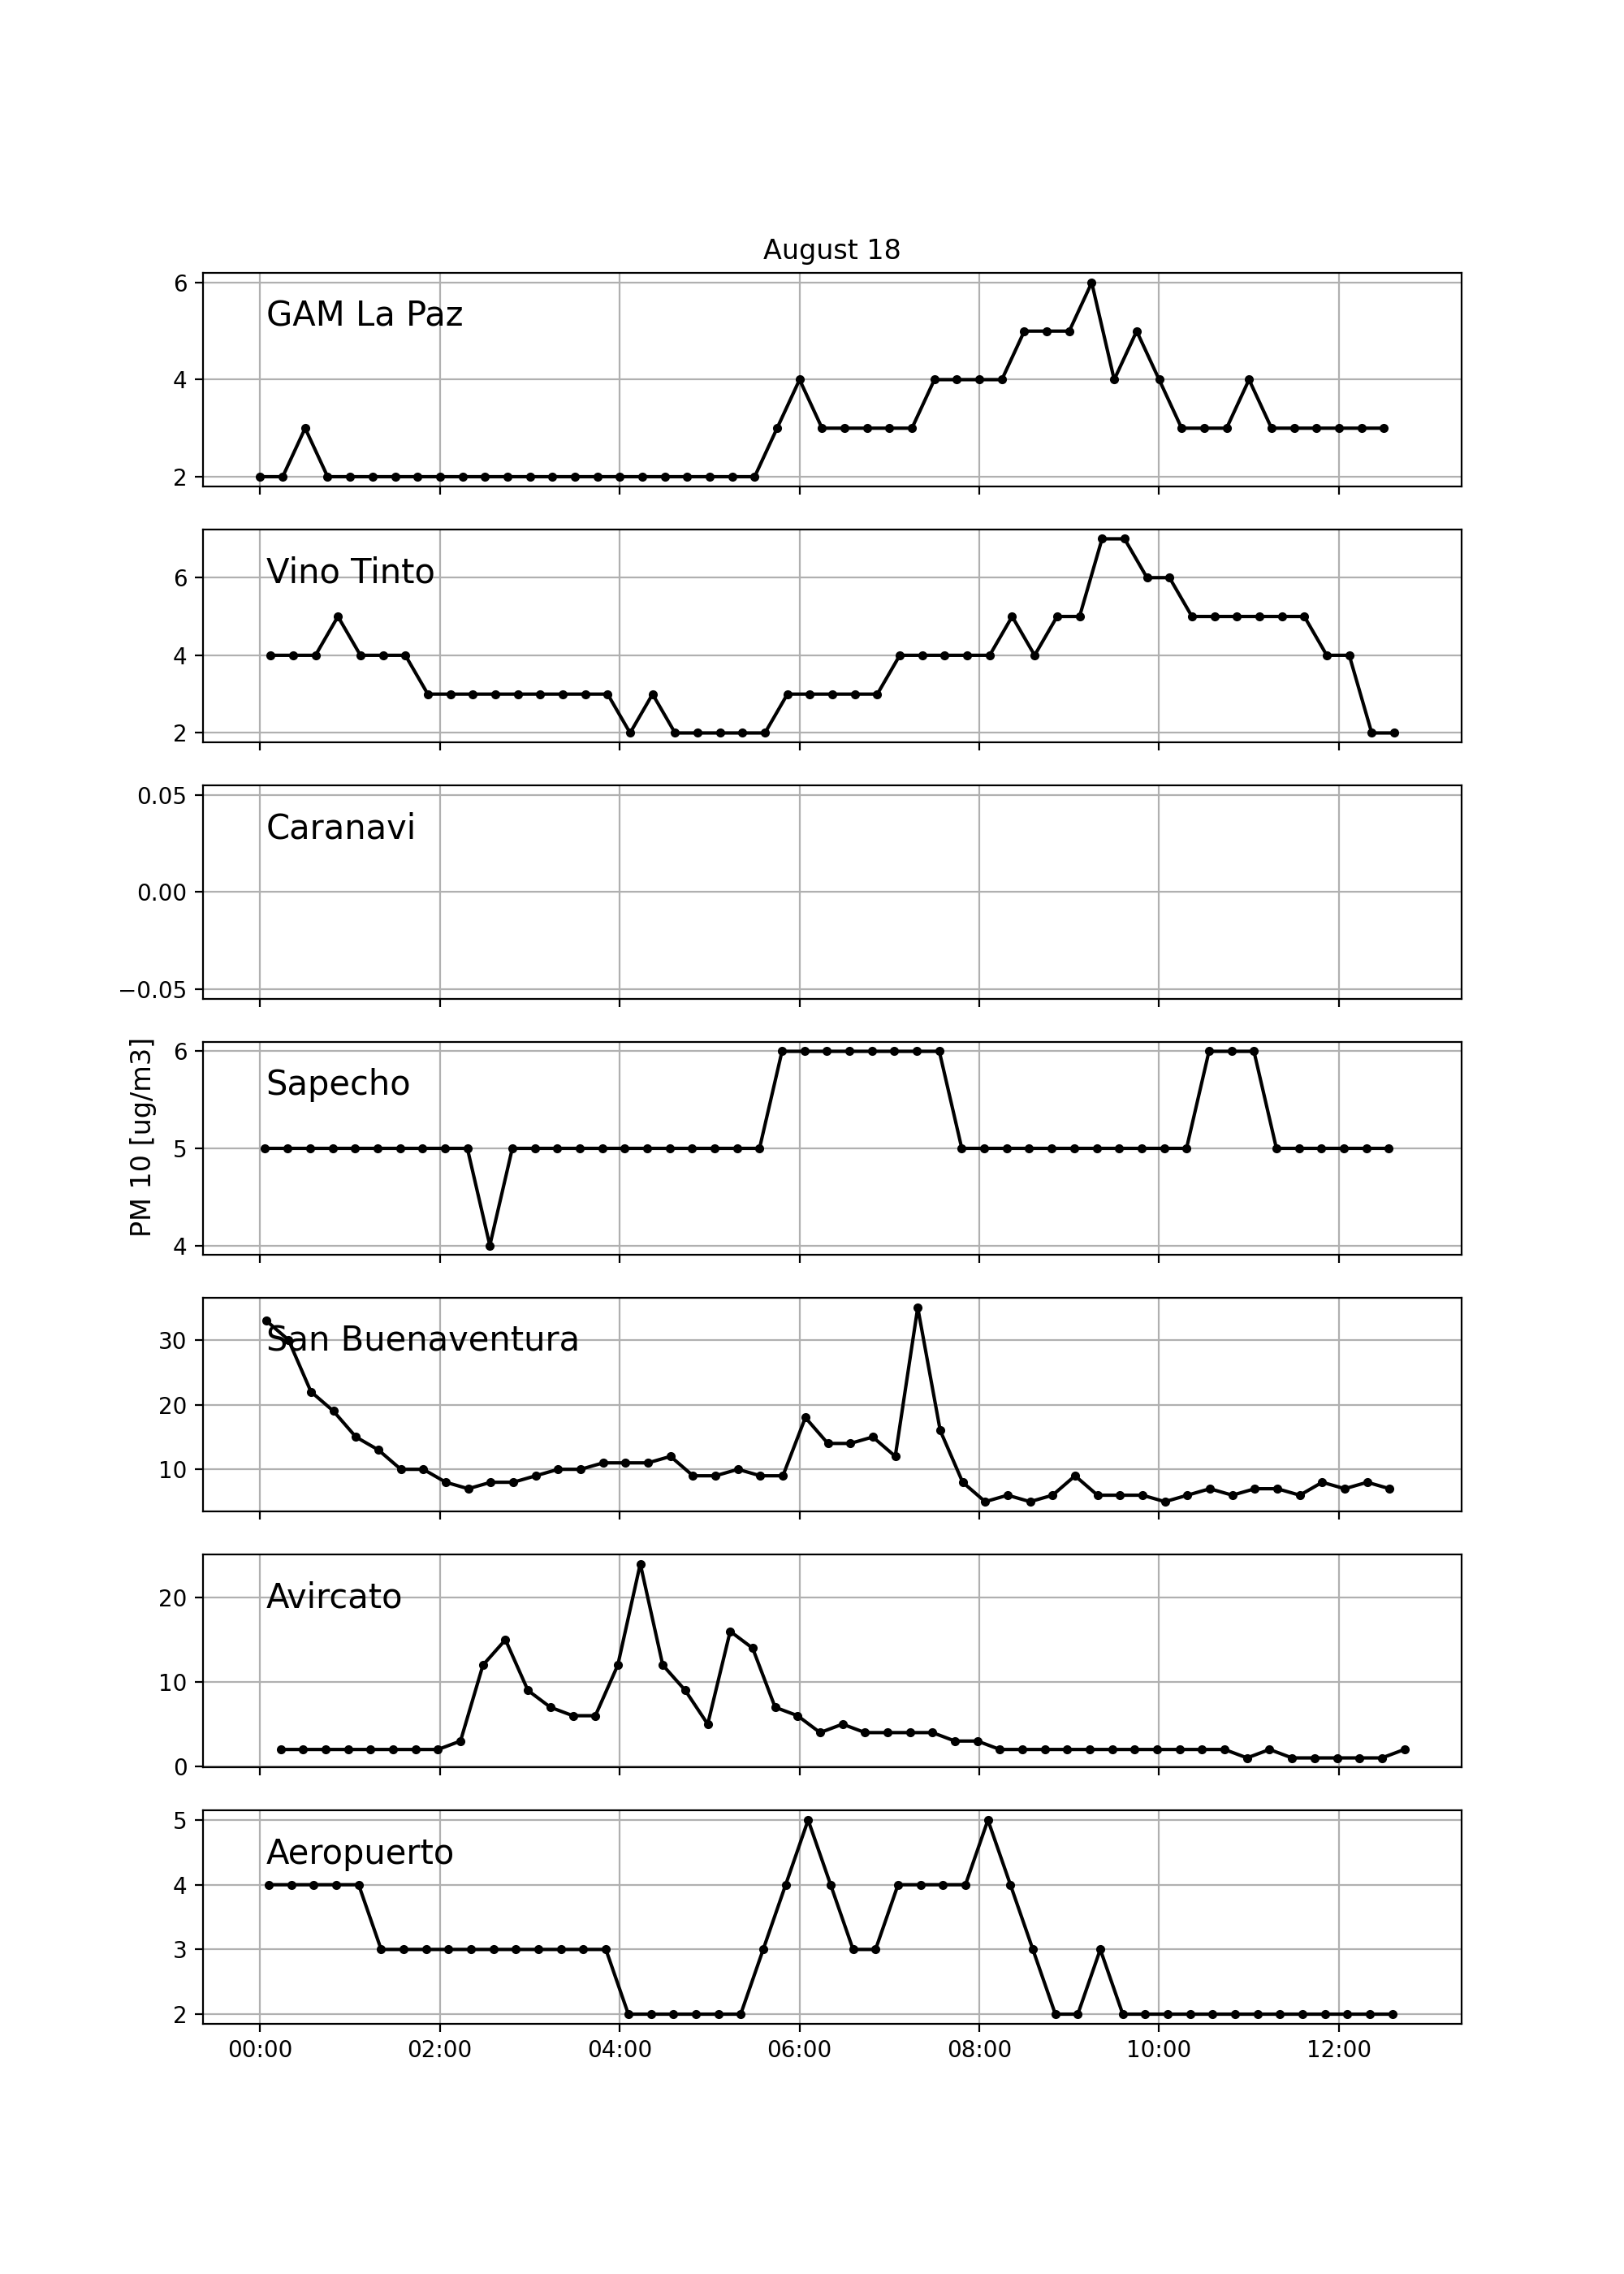 August 18
6
GAM La Paz
4
2
Vino Tinto
6
4
2
0.05
Caranavi
0.00
−0.05
PM 10 [ug/m3]
6
Sapecho
5
4
San Buenaventura
30
20
10
Avircato
20
10
0
5
Aeropuerto
4
3
2
00:00 02:00 04:00 06:00 08:00 10:00 12:00